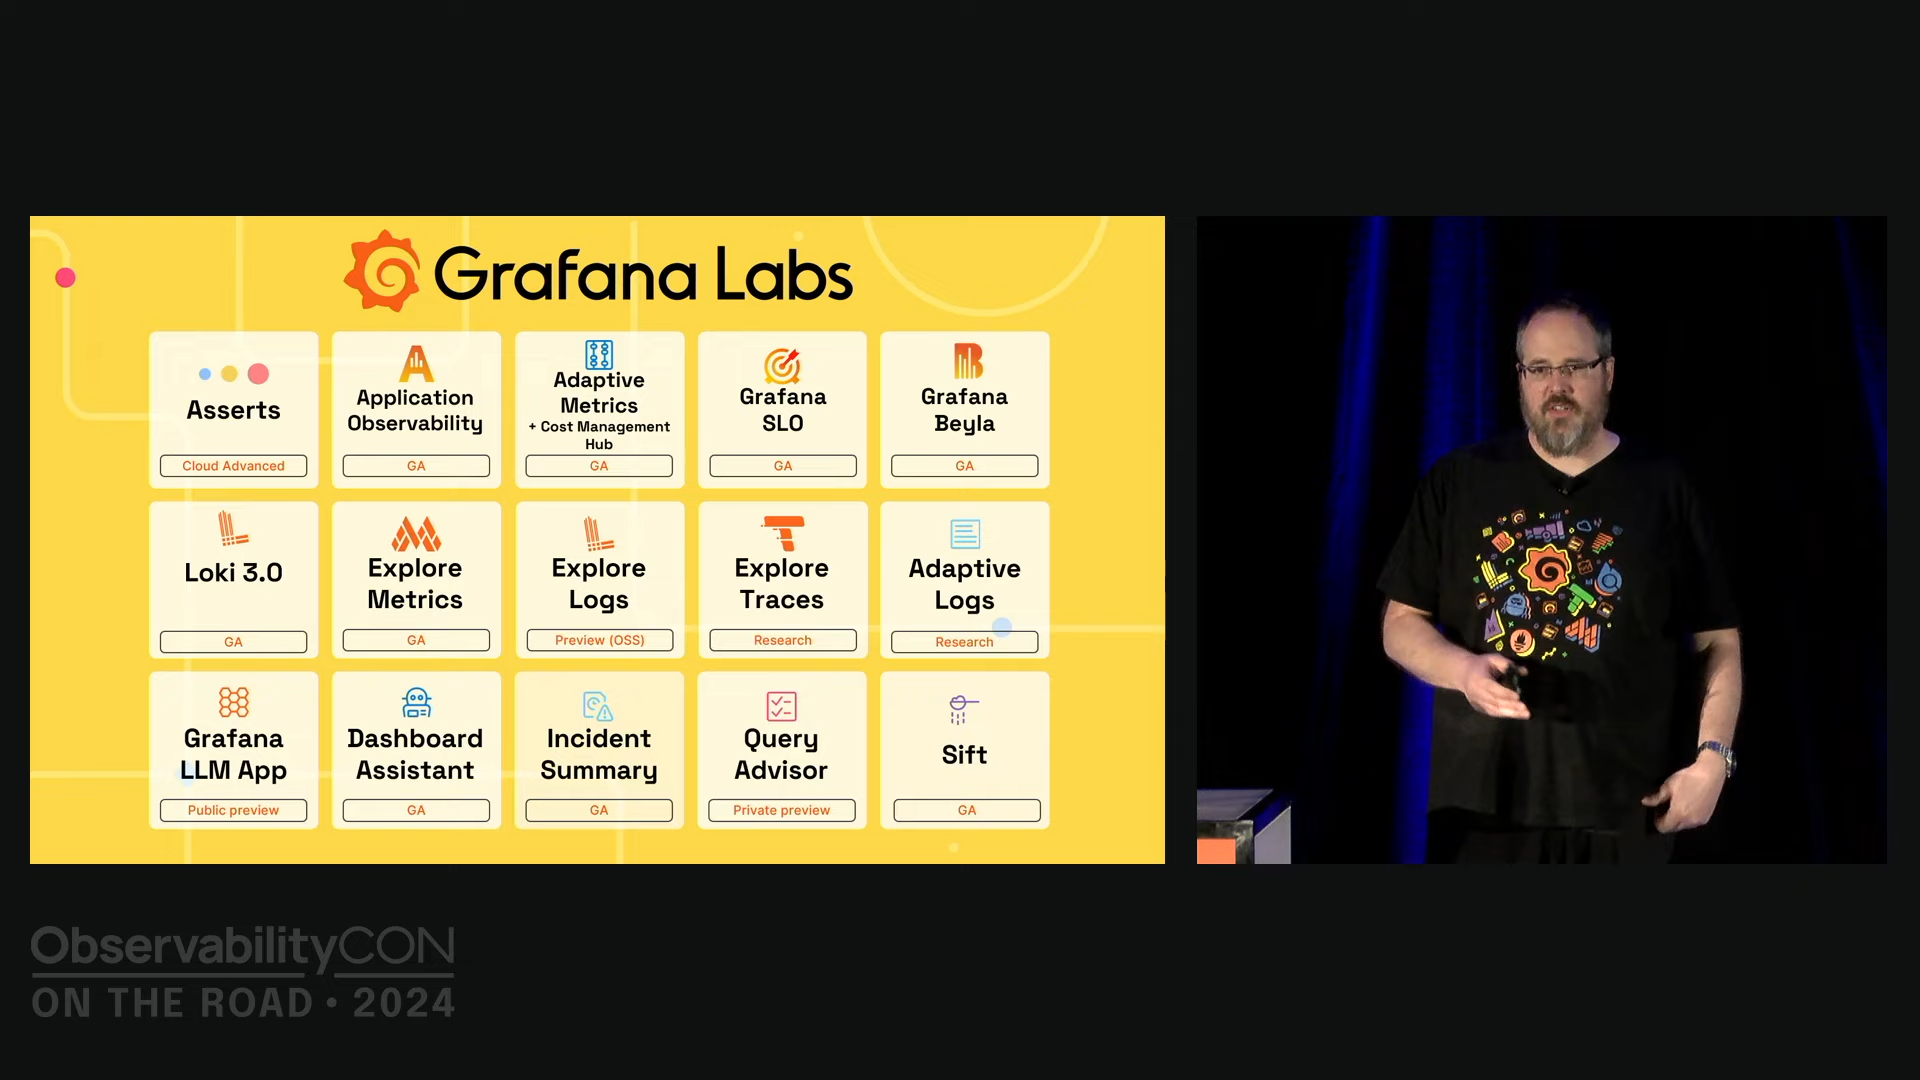 Grafana Labs
Asserts
Cloud Advanced
Application
Observability
GA
Adaptive
Metrics
+ Cost Management
Hub
GA
Grafana
SLO
GA
Grafana
Beyla
GA
Loki 3.0
GA
Explore
Metrics
GA
Explore
Logs
Preview (OSS)
Explore
Traces
Research
Adaptive
Logs
Research
Grafana
LLM App
Public preview
Dashboard
Assistant
GA
Incident
Summary
GA
Query
Advisor
Private preview
Sift
GA
ObservabilityCON
ON THE ROAD • 2024